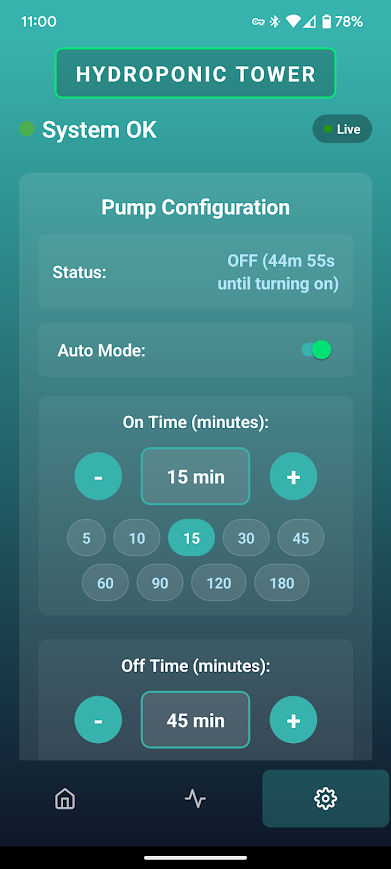 11:00
78%
HYDROPONIC TOWER
System OK
Live
Pump Configuration
Status:
OFF (44m 55s
until turning on)
Auto Mode:
On Time (minutes):
- 15 min +
5 10 15 30 45
60 90 120 180
Off Time (minutes):
- 45 min +